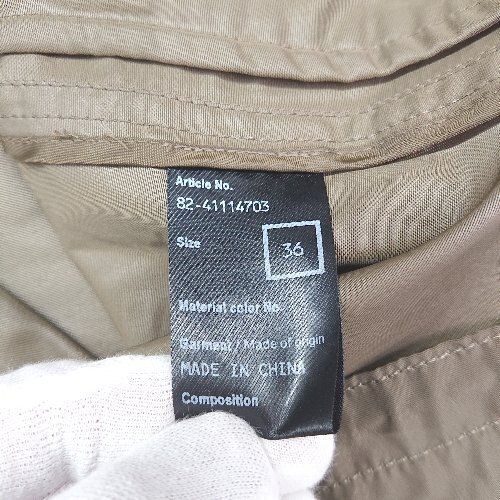 Article No.
82-41114703
Size
36
Material color No.
Garment / Made of origin
MADE IN CHINA
Composition